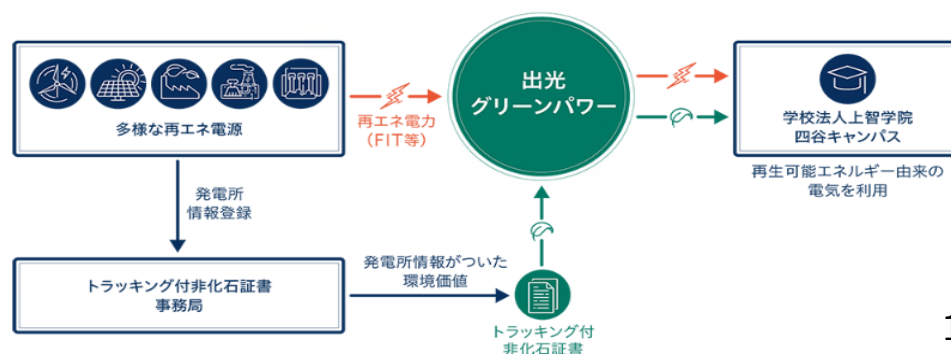 多様な再エネ電源
再エネ電力
（FIT等）
出光
グリーンパワー
学校法人上智学院
四谷キャンパス
再生可能エネルギー由来の
電気を利用
発電所
情報登録
トラッキング付非化石証書
事務局
発電所情報がついた
環境価値
トラッキング付
非化石証書